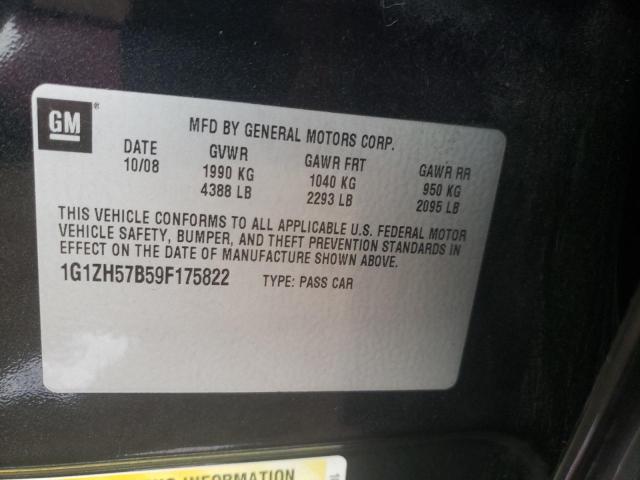 GM
MFD BY GENERAL MOTORS CORP.
DATE GVWR GAWR FRT GAWR RR
10/08 1990 KG 1040 KG 950 KG
4388 LB 2293 LB 2095 LB
THIS VEHICLE CONFORMS TO ALL APPLICABLE U.S. FEDERAL MOTOR
VEHICLE SAFETY, BUMPER, AND THEFT PREVENTION STANDARDS IN
EFFECT ON THE DATE OF MANUFACTURE SHOWN ABOVE.
1G1ZH57B59F175822 TYPE: PASS CAR
INFORMATION